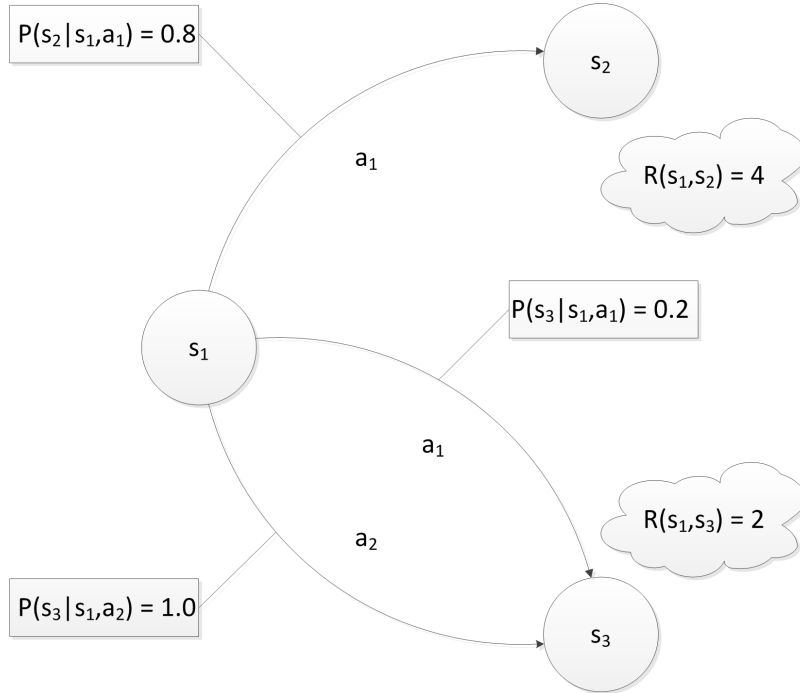 P(s₂|s₁,a₁) = 0.8
s₂
a₁
R(s₁,s₂) = 4
P(s₃|s₁,a₁) = 0.2
s₁
a₁
R(s₁,s₃) = 2
a₂
P(s₃|s₁,a₂) = 1.0
s₃